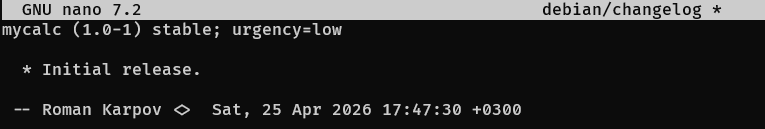 GNU nano 7.2 debian/changelog *
mycalc (1.0-1) stable; urgency=low
* Initial release.
-- Roman Karpov <> Sat, 25 Apr 2026 17:47:30 +0300